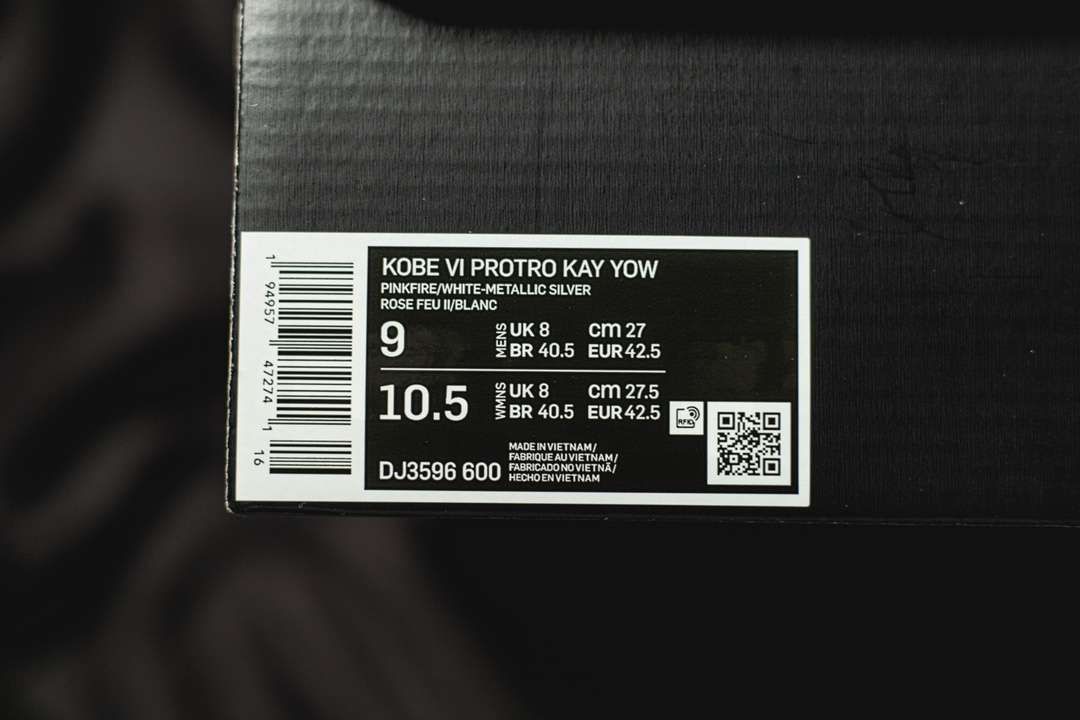 KOBE VI PROTRO KAY YOW
PINKFIRE/WHITE-METALLIC SILVER
ROSE FEU II/BLANC
9 MENS UK 8 cm 27
BR 40.5 EUR 42.5
10.5 WMNS UK 8 cm 27.5
BR 40.5 EUR 42.5
RFID
DJ3596 600
MADE IN VIETNAM/
FABRIQUE AU VIETNAM/
FABRICADO NO VIETNÃ/
HECHO EN VIETNAM
1 94957 47274 1 16